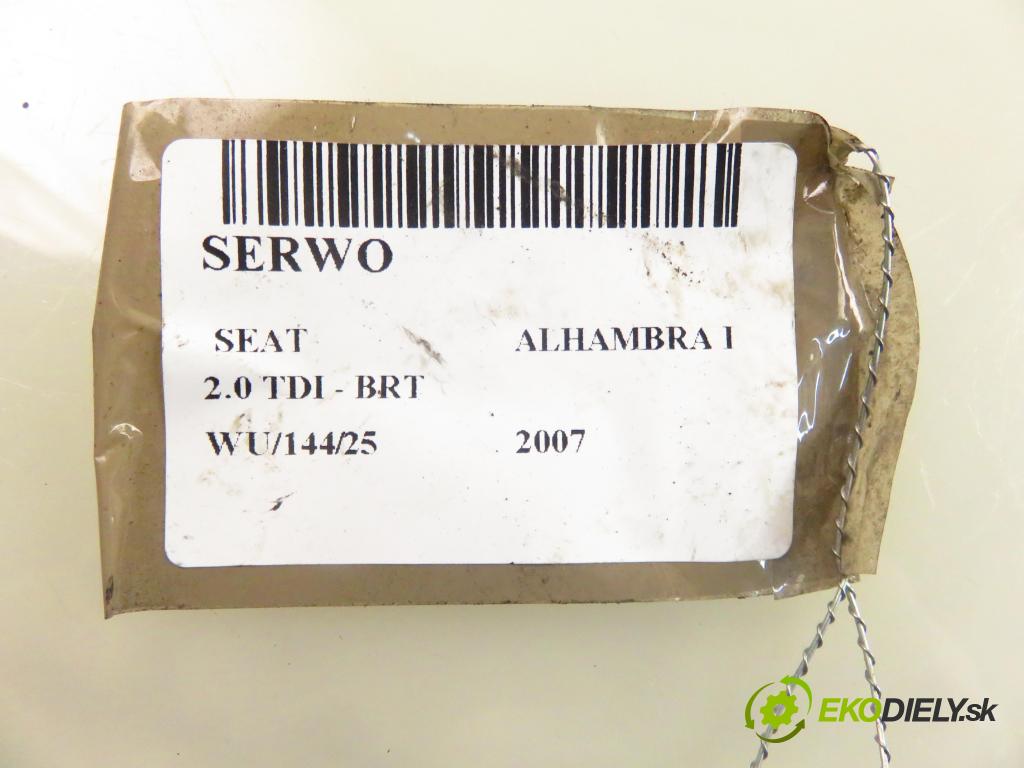 SERWO
SEAT ALHAMBRA I
2.0 TDI - BRT
WU/144/25 2007
EKODIELY.sk